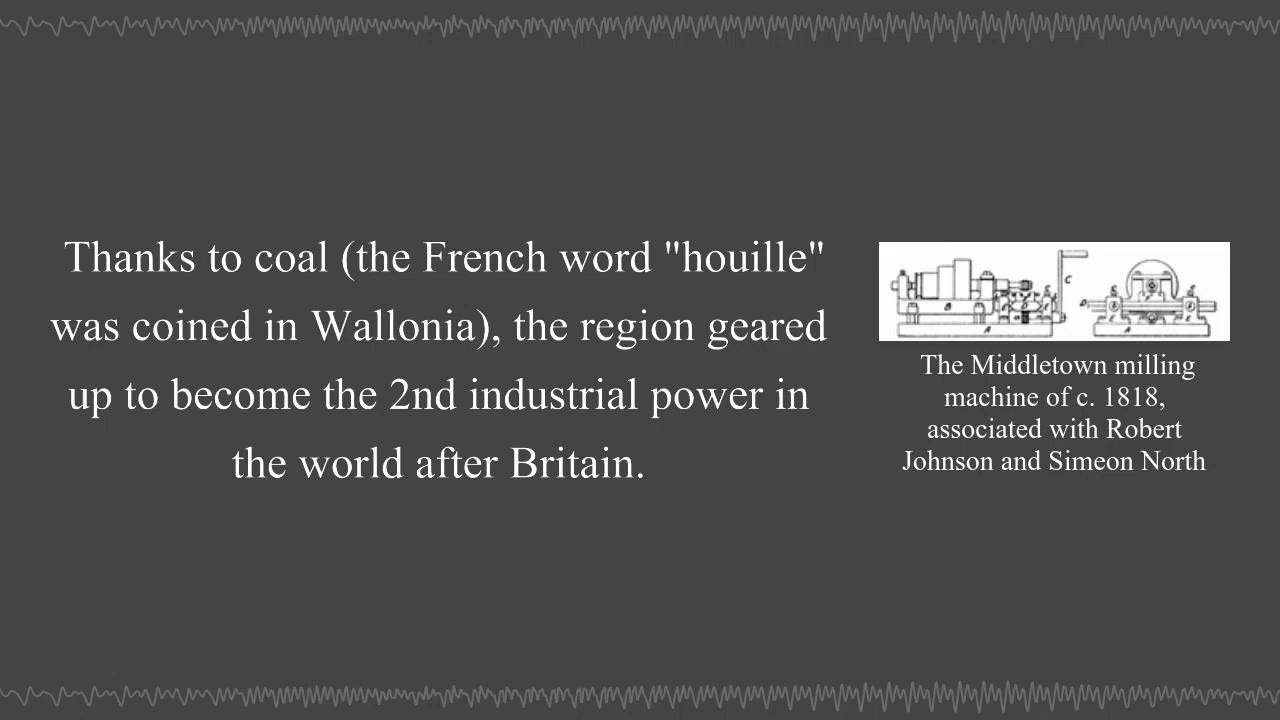 Thanks to coal (the French word "houille"
was coined in Wallonia), the region geared
up to become the 2nd industrial power in
the world after Britain.
The Middletown milling
machine of c. 1818,
associated with Robert
Johnson and Simeon North